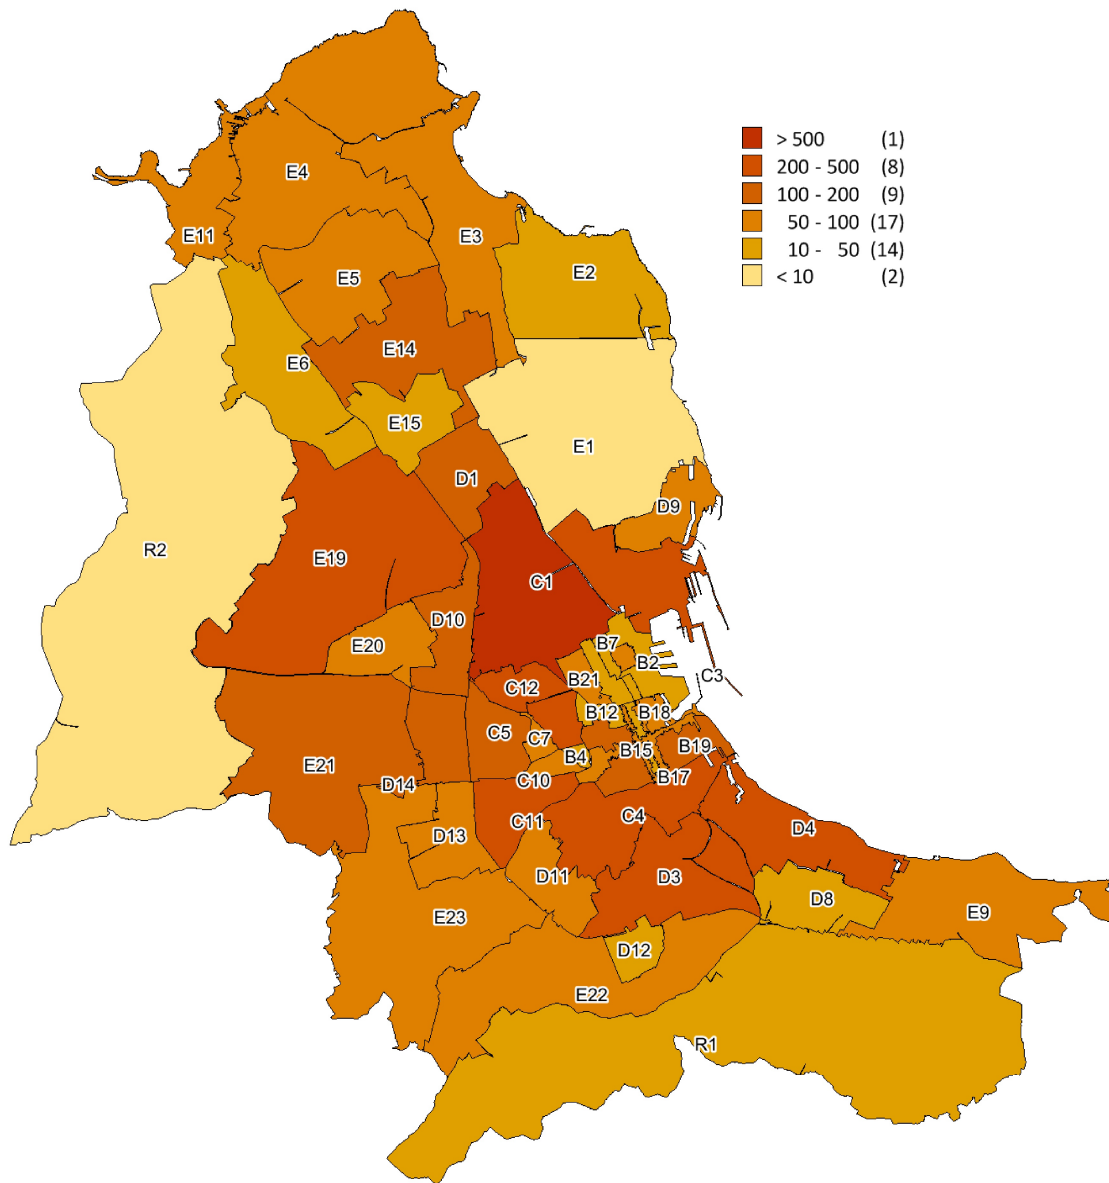 > 500 (1)
200 - 500 (8)
100 - 200 (9)
50 - 100 (17)
10 - 50 (14)
< 10 (2)
E4
E11
E3
E2
E5
E14
E6
E15
E1
D1
D9
R2
E19
C1
D10
E20
B7
B2
C3
B21
C12
B12
B18
C5
C7
B15
B19
B4
E21
B17
C10
D14
C11
C4
D4
D13
D11
D3
D8
E9
E23
D12
E22
R1